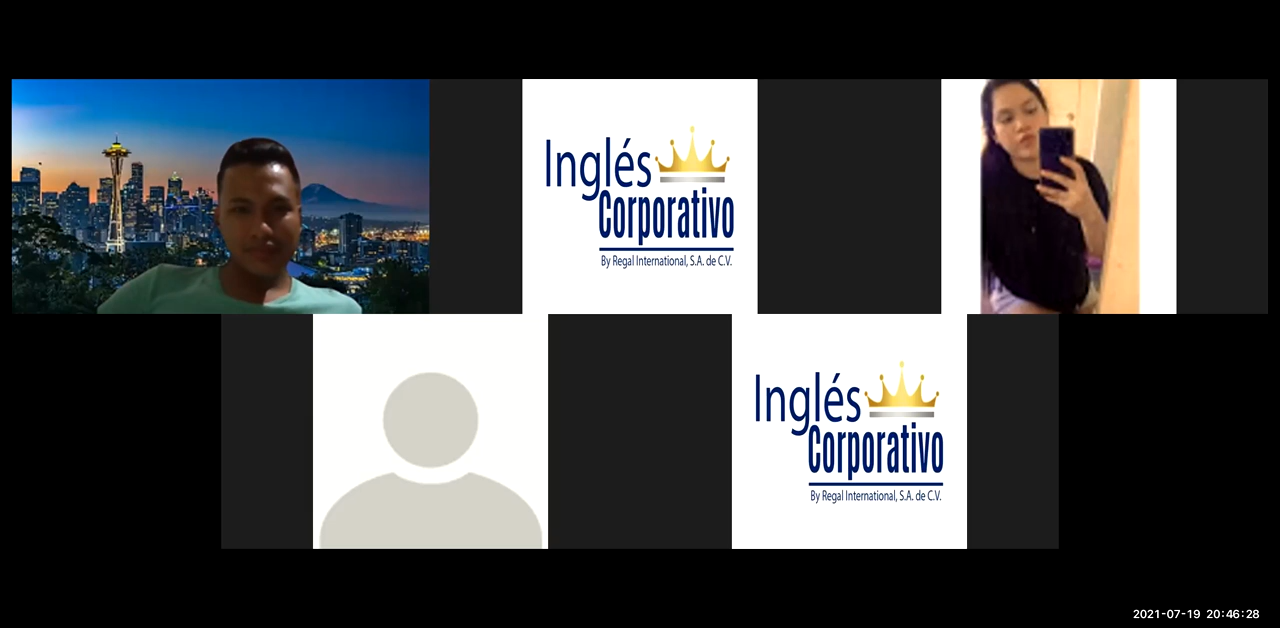 Inglés
Corporativo
By Regal International, S.A. de C.V.
Inglés
Corporativo
By Regal International, S.A. de C.V.
2021-07-19 20:46:28